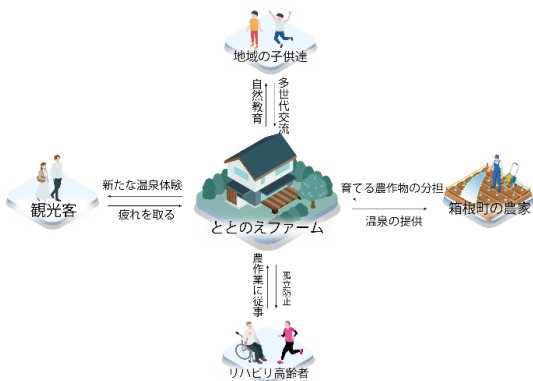 地域の子供達
自然教育
多世代交流
新たな温泉体験
疲れを取る
観光客
ととのえファーム
育てる農作物の分担
温泉の提供
箱根町の農家
農作業に従事
孤立防止
リハビリ高齢者